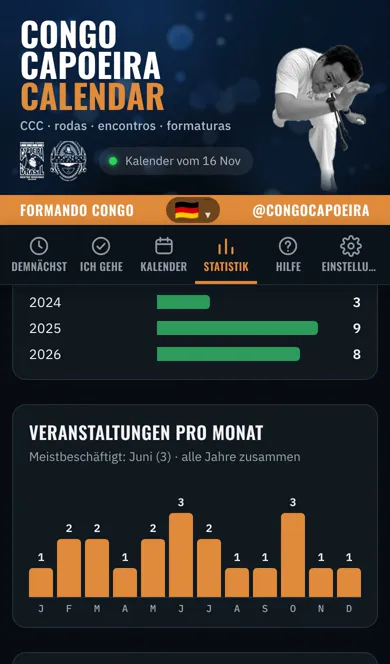 CONGO
CAPOEIRA
CALENDAR
CCC · rodas · encontros · formaturas
Kalender vom 16 Nov
FORMANDO CONGO
@CONGOCAPOEIRA
DEMNÄCHST ICH GEHE KALENDER STATISTIK HILFE EINSTELLU…
2024 3
2025 9
2026 8
VERANSTALTUNGEN PRO MONAT
Meistbeschäftigt: Juni (3) · alle Jahre zusammen
1 2 2 1 2 3 2 1 1 3 1 1
J F M A M J J A S O N D